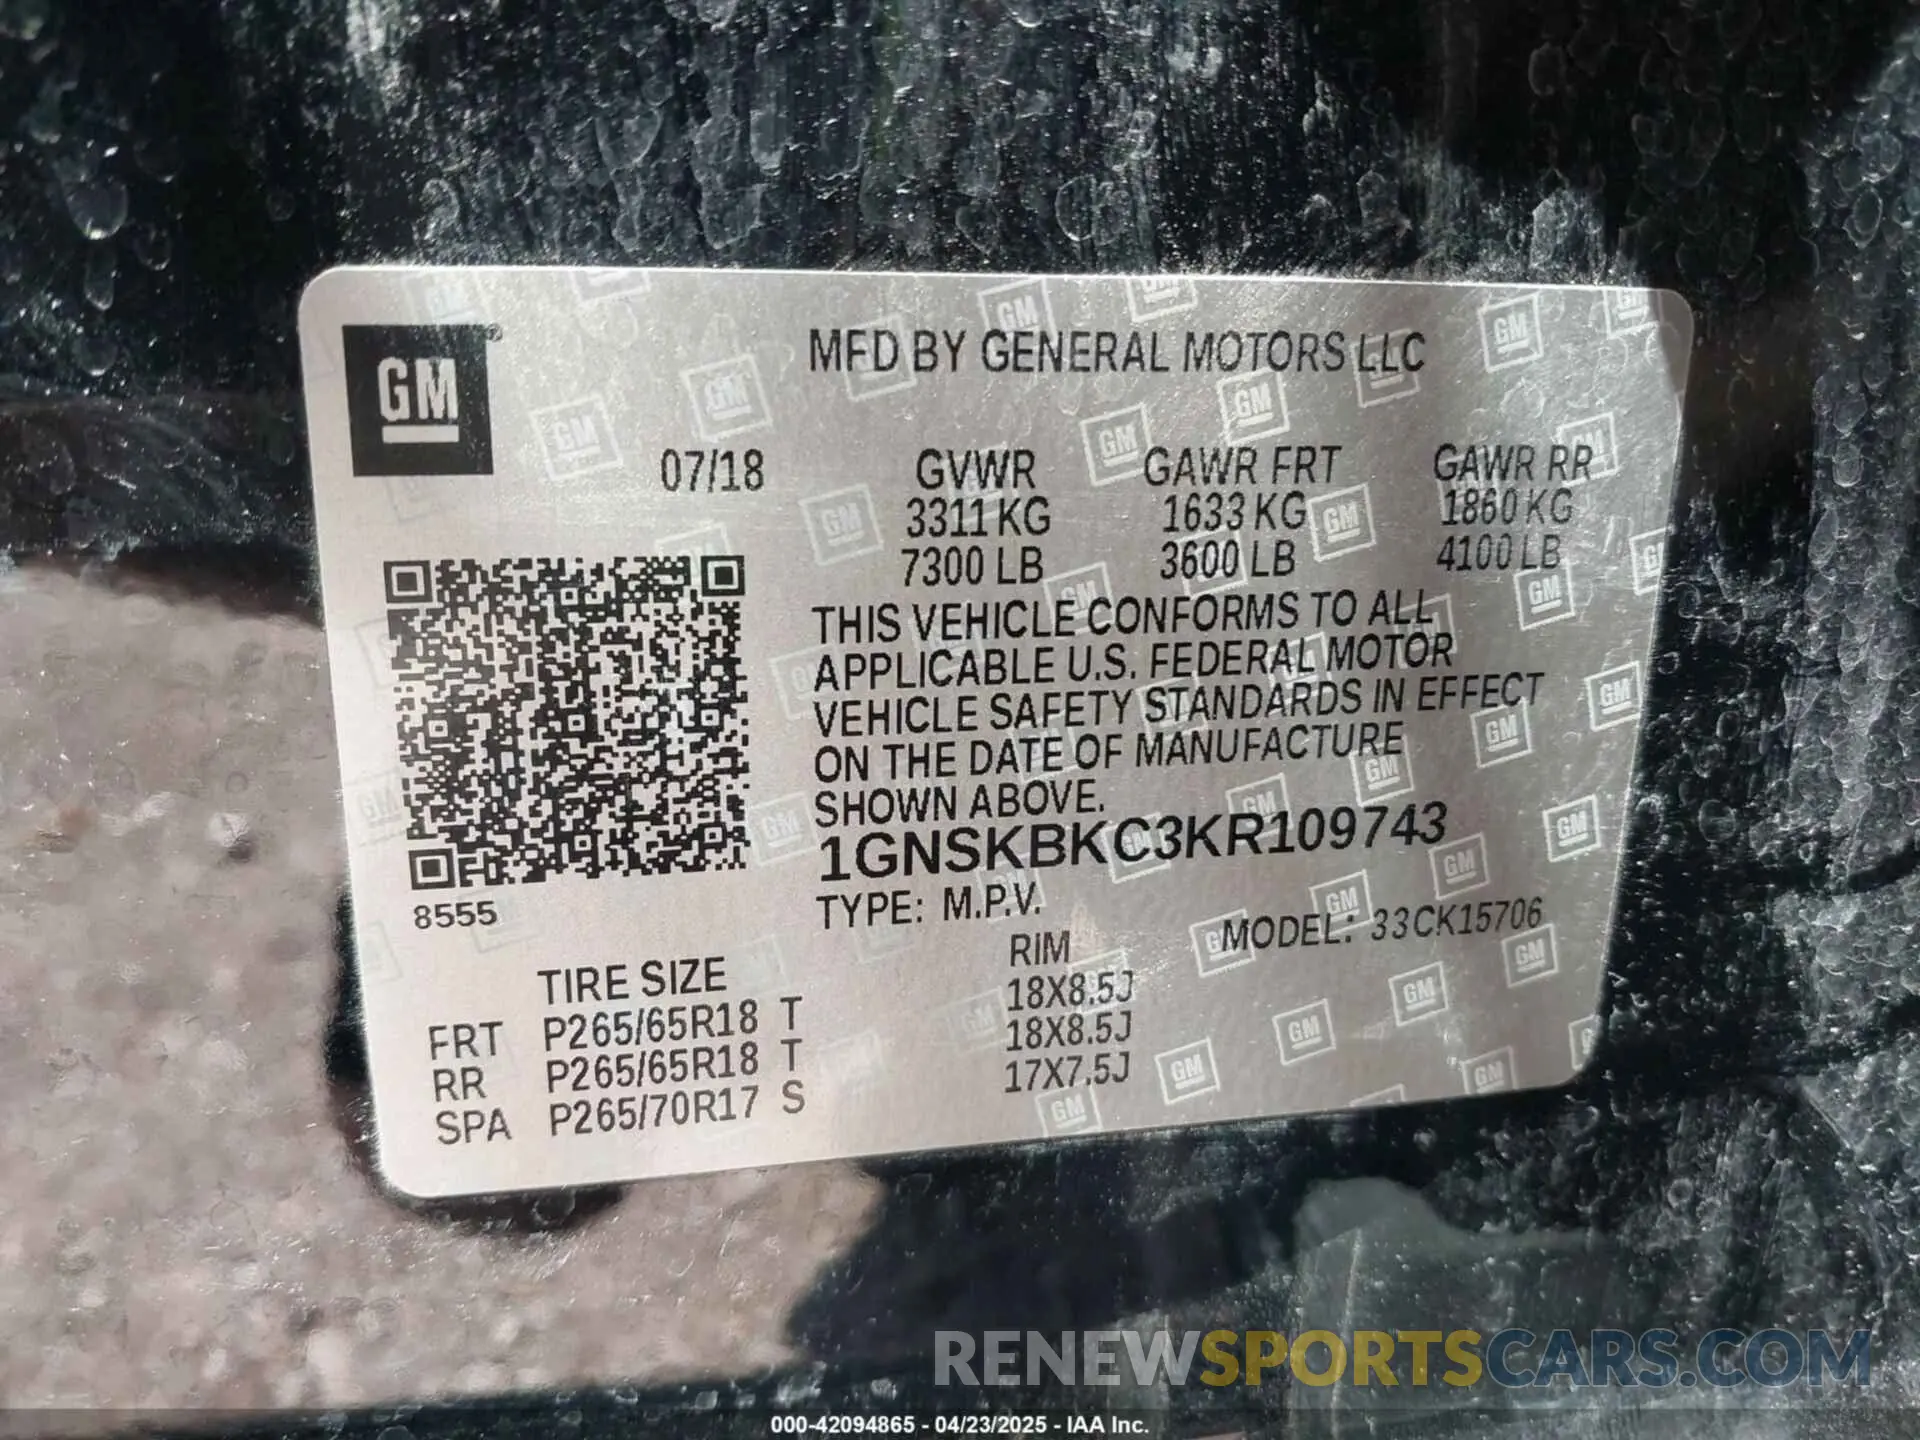 GM®
MFD BY GENERAL MOTORS LLC
07/18 GVWR GAWR FRT GAWR RR
3311 KG 1633 KG 1860 KG
7300 LB 3600 LB 4100 LB
THIS VEHICLE CONFORMS TO ALL
APPLICABLE U.S. FEDERAL MOTOR
VEHICLE SAFETY STANDARDS IN EFFECT
ON THE DATE OF MANUFACTURE
SHOWN ABOVE.
1GNSKBKC3KR109743
8555
TYPE: M.P.V. MODEL: 33CK15706
TIRE SIZE RIM
FRT P265/65R18 T 18X8.5J
RR P265/65R18 T 18X8.5J
SPA P265/70R17 S 17X7.5J
RENEWSPORTSCARS.COM
000-42094865 - 04/23/2025 - IAA Inc.